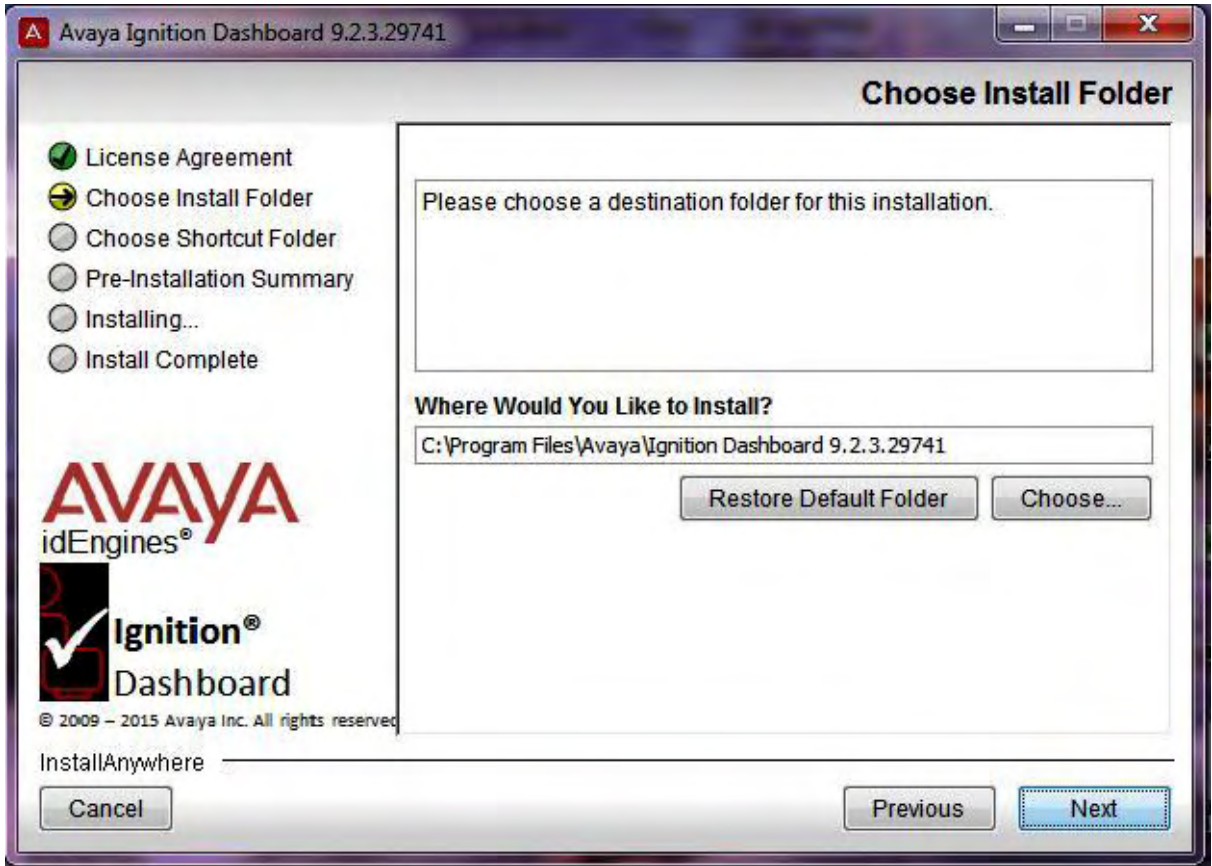 Avaya Ignition Dashboard 9.2.3.29741
Choose Install Folder
License Agreement
Choose Install Folder
Choose Shortcut Folder
Pre-Installation Summary
Installing...
Install Complete
Please choose a destination folder for this installation.
Where Would You Like to Install?
C:\Program Files\Avaya\Ignition Dashboard 9.2.3.29741
Restore Default Folder
Choose...
AVAYA
idEngines®
Ignition®
Dashboard
© 2009 – 2015 Avaya Inc. All rights reserved
InstallAnywhere
Cancel
Previous
Next